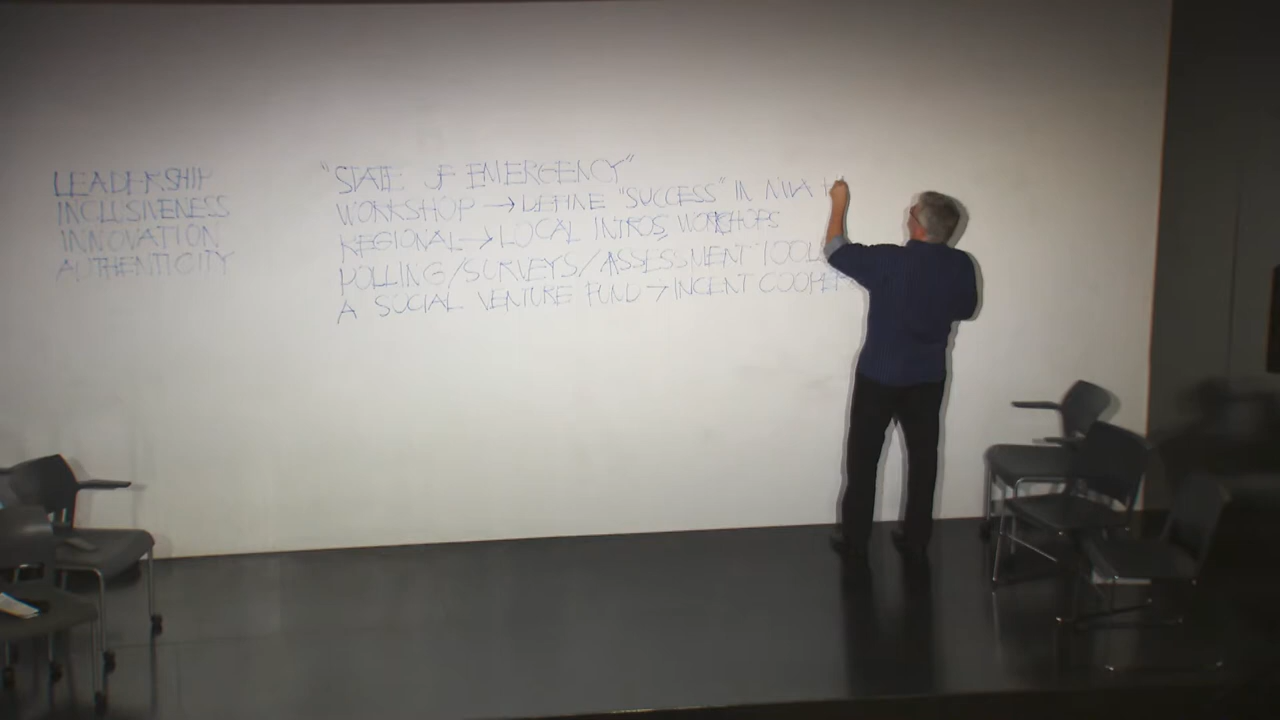 LEADERSHIP
INCLUSIVENESS
INNOVATION
AUTHENTICITY
"STATE OF EMERGENCY"
WORKSHOP → DEFINE "SUCCESS" IN NWA
REGIONAL → LOCAL INTROS, WORKSHOPS
POLLING/SURVEYS/ASSESSMENT TOOL
A SOCIAL VENTURE FUND → INCENT COOPER